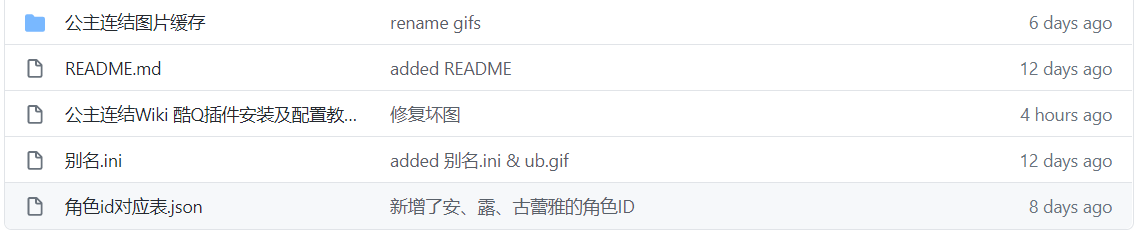 公主连结图片缓存 rename gifs 6 days ago
README.md added README 12 days ago
公主连结Wiki 酷Q插件安装及配置教... 修复坏图 4 hours ago
别名.ini added 别名.ini & ub.gif 12 days ago
角色id对应表.json 新增了安、露、古蕾雅的角色ID 8 days ago